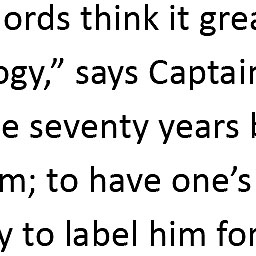 ords think it grea
ogy,” says Captain
e seventy years b
m; to have one’s
y to label him for